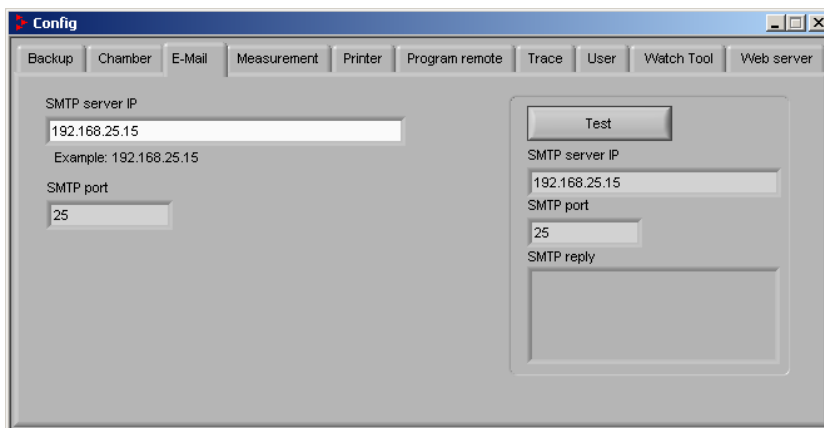 Config
Backup Chamber E-Mail Measurement Printer Program remote Trace User Watch Tool Web server
SMTP server IP
192.168.25.15
Example: 192.168.25.15
SMTP port
25
Test
SMTP server IP
192.168.25.15
SMTP port
25
SMTP reply